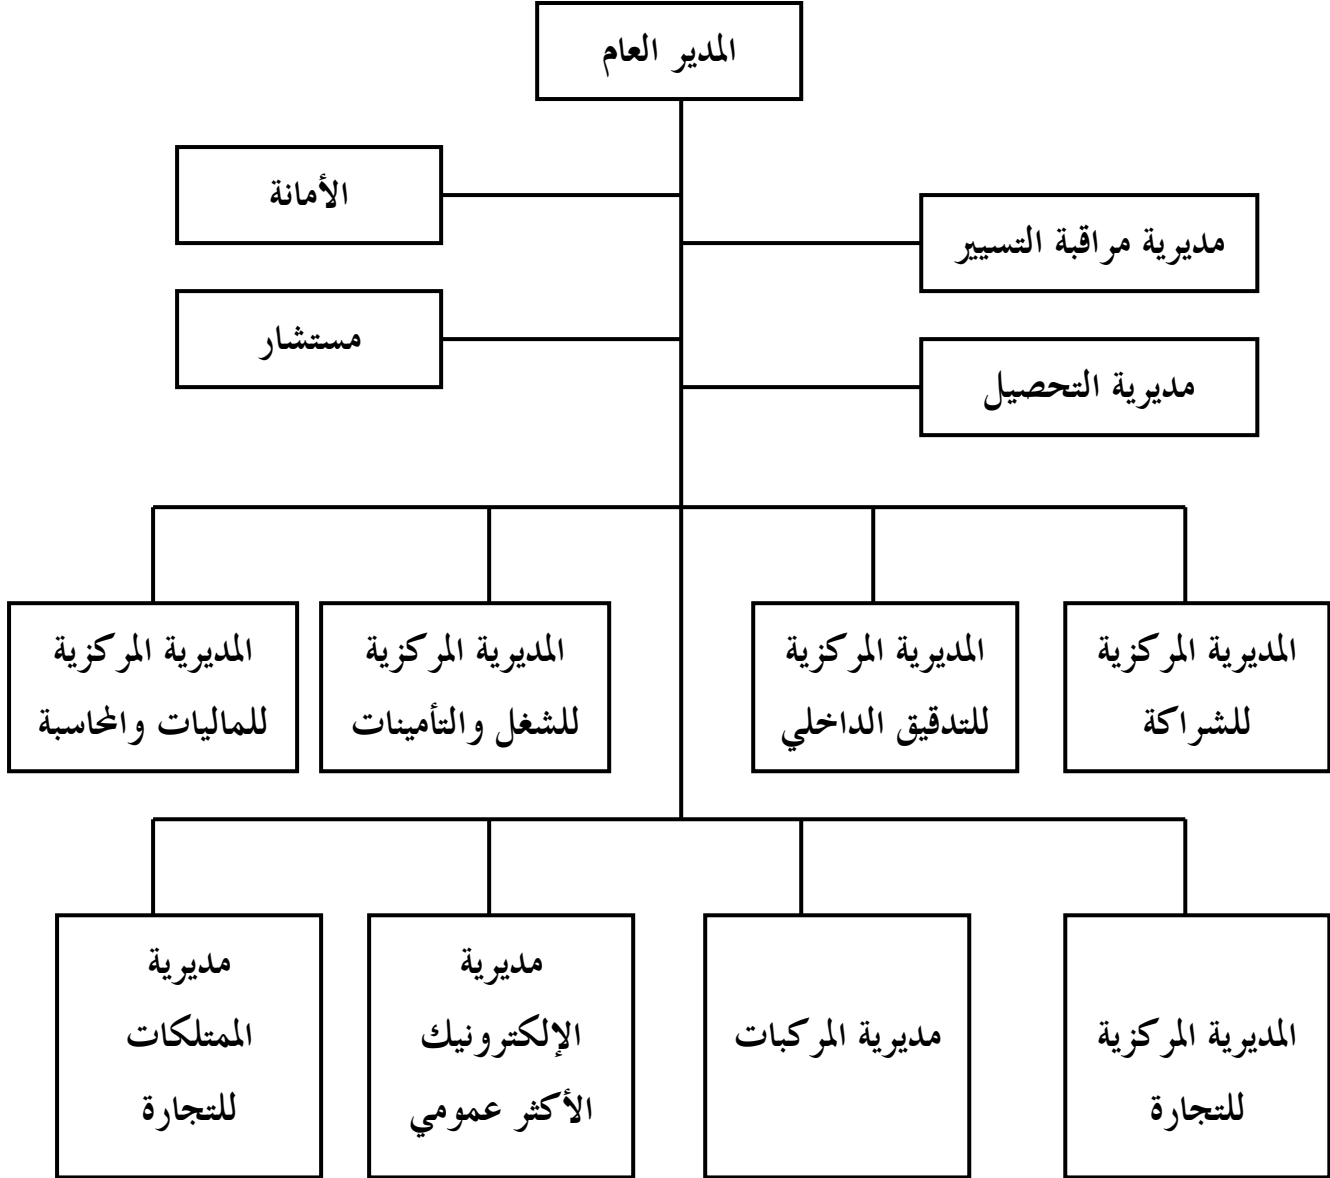 المدير العام
الأمانة
مديرية مراقبة التسيير
مستشار
مديرية التحصيل
المديرية المركزية
للشراكة
المديرية المركزية
للتدقيق الداخلي
المديرية المركزية
للشغل والتأمينات
المديرية المركزية
للماليات والمحاسبة
المديرية المركزية
للتجارة
مديرية المركبات
مديرية
الإلكترونيك
الأكثر عمومي
مديرية
الممتلكات
للتجارة